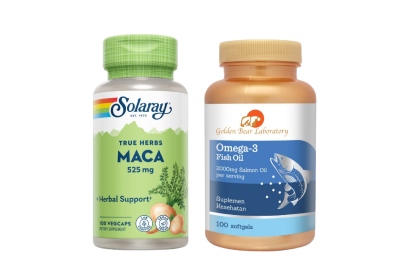 Solaray
EST. 1973
TRUE HERBS
MACA
525 mg
Herbal Support
100 VEGCAPS
DIETARY SUPPLEMENT
Golden Bear Laboratory
Omega-3
Fish Oil
2000mg Salmon Oil
per serving
Suplemen
Kesehatan
100 softgels